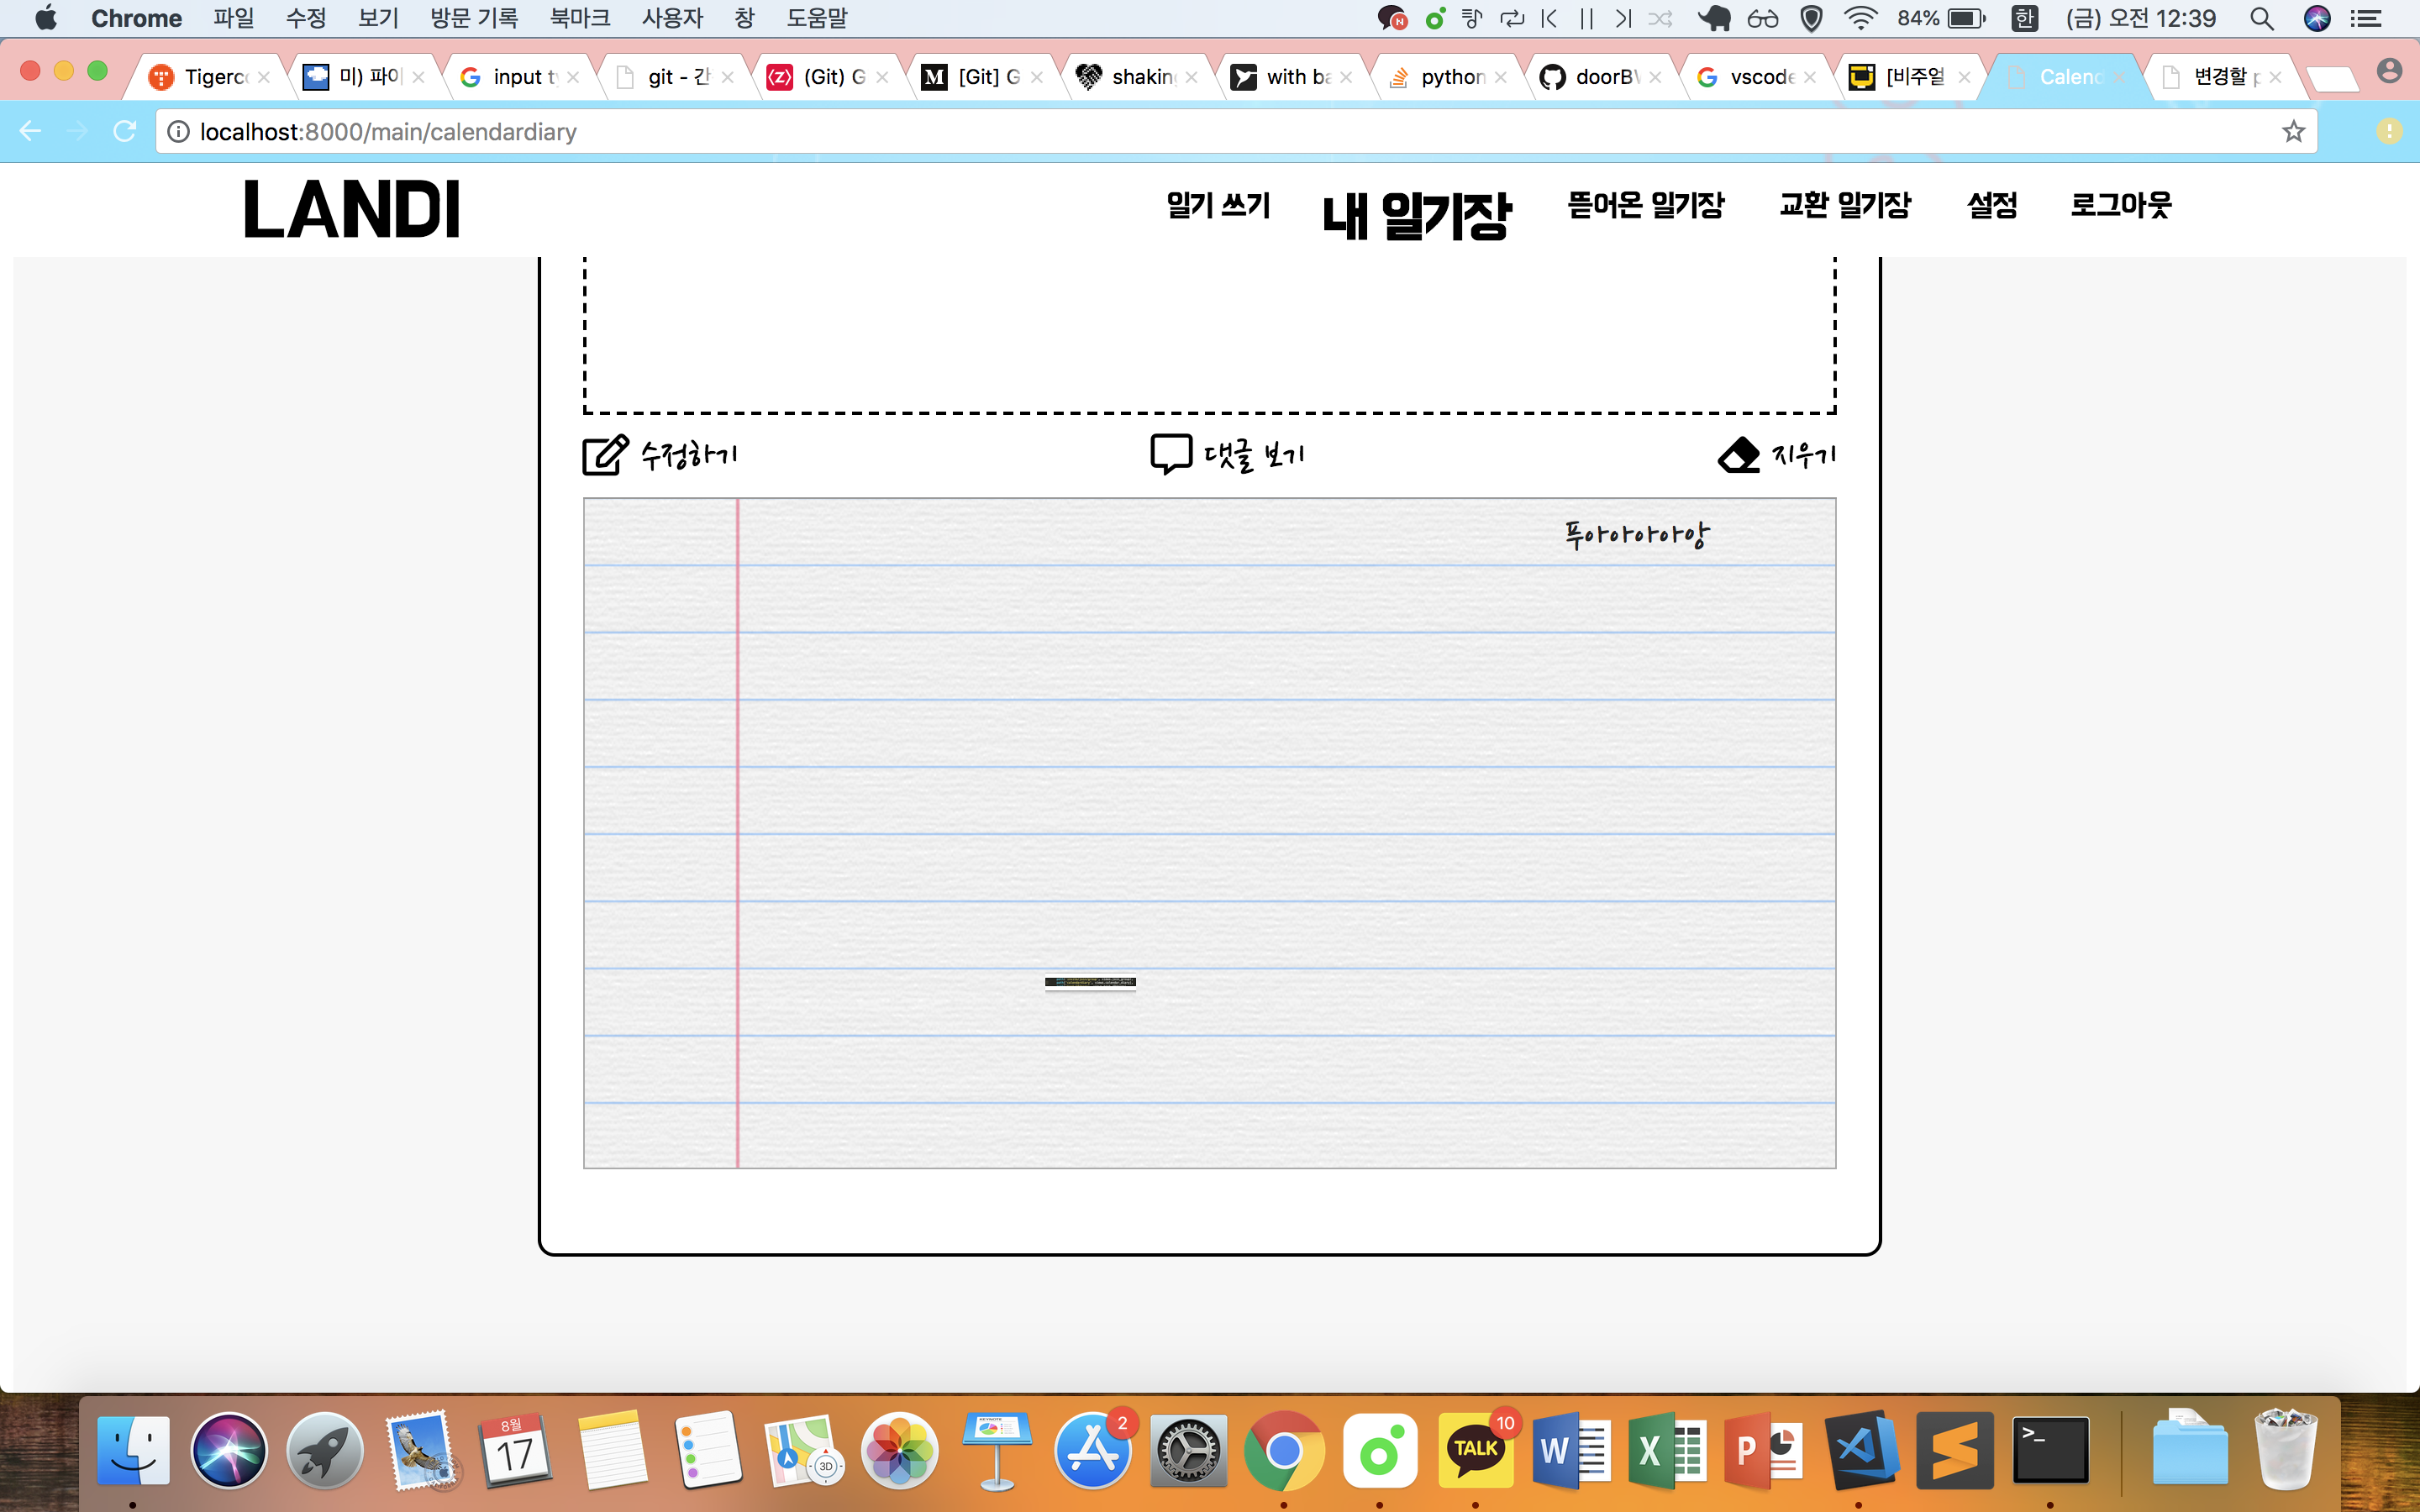 Chrome 파일 수정 보기 방문 기록 북마크 사용자 창 도움말 84% 한 (금) 오전 12:39
Tigerc 미) 파이 input t git - 간 (Git) G [Git] G shakin with ba python doorB vscode [비주얼 Calend 변경할 p
localhost:8000/main/calendardiary
LANDI 일기 쓰기 내 일기장 뜯어온 일기장 교환 일기장 설정 로그아웃
수정하기 댓글 보기 지우기
푸아아아아앙
8월
17
3D
KEYNOTE
2
TALK
10
W
X
P
S
>_